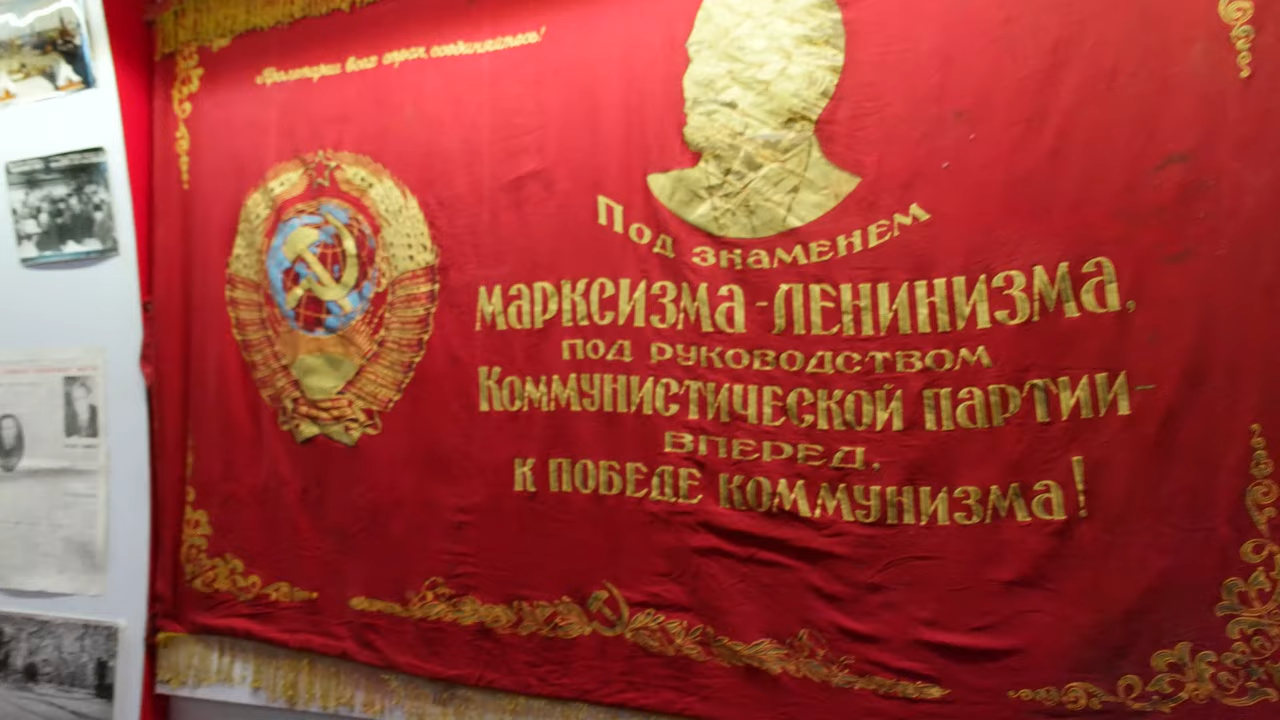 «Пролетарии всех стран, соединяйтесь!
Под знаменем
марксизма-ленинизма,
под руководством
Коммунистической партии-
вперед,
к победе коммунизма!